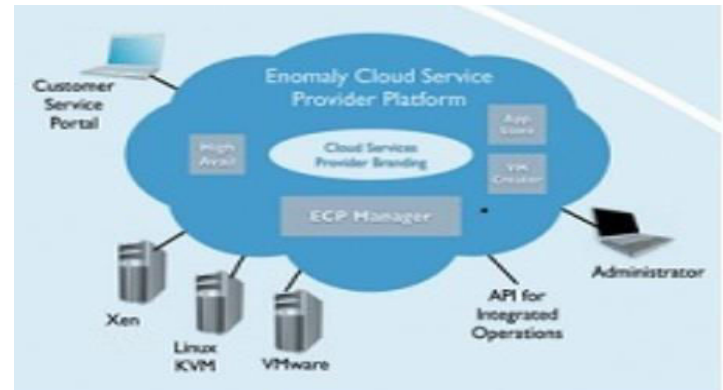 Enomaly Cloud Service
Provider Platform
Customer
Service
Portal
High
Avail
Cloud Services
Provider Branding
App
Store
VM
Creator
ECP Manager
Xen
Linux
KVM
VMware
API for
Integrated
Operations
Administrator